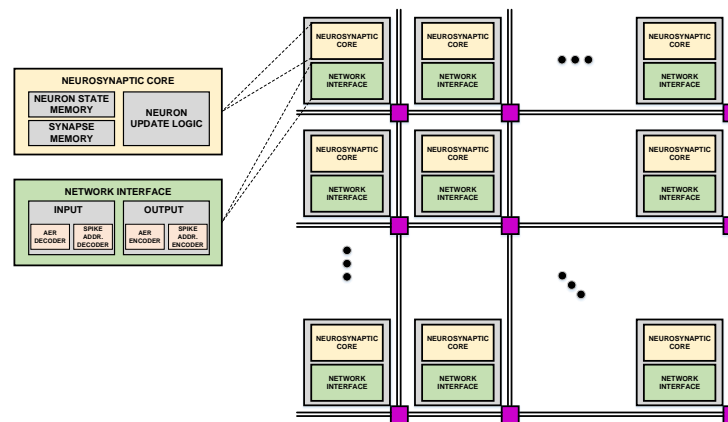 NEUROSYNAPTIC CORE
NEURON STATE
MEMORY
SYNAPSE
MEMORY
NEURON
UPDATE LOGIC
NETWORK INTERFACE
INPUT
AER
DECODER
SPIKE
ADDR.
DECODER
OUTPUT
AER
ENCODER
SPIKE
ADDR.
ENCODER
NEUROSYNAPTIC
CORE
NETWORK
INTERFACE
NEUROSYNAPTIC
CORE
NETWORK
INTERFACE
NEUROSYNAPTIC
CORE
NETWORK
INTERFACE
NEUROSYNAPTIC
CORE
NETWORK
INTERFACE
NEUROSYNAPTIC
CORE
NETWORK
INTERFACE
NEUROSYNAPTIC
CORE
NETWORK
INTERFACE
NEUROSYNAPTIC
CORE
NETWORK
INTERFACE
NEUROSYNAPTIC
CORE
NETWORK
INTERFACE
NEUROSYNAPTIC
CORE
NETWORK
INTERFACE